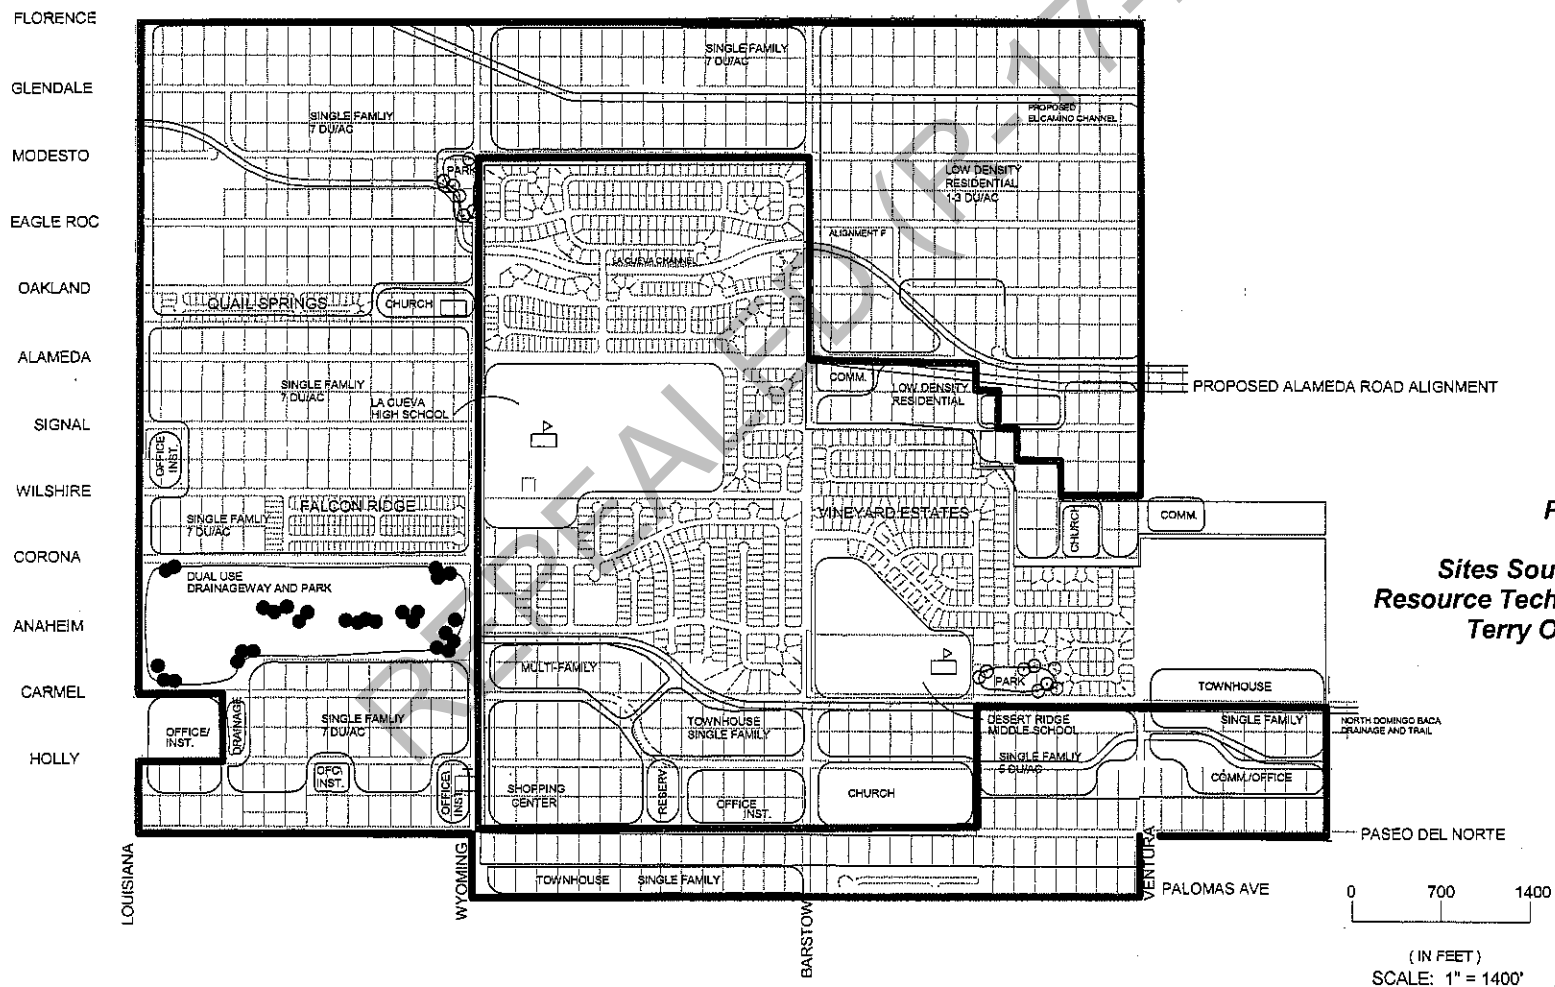 FLORENCE
GLENDALE
MODESTO
EAGLE ROC
OAKLAND
ALAMEDA
SIGNAL
WILSHIRE
CORONA
ANAHEIM
CARMEL
HOLLY
SINGLE FAMILY
7 DU/AC
SINGLE FAMLIY
7 DU/AC
PROPOSED
EL CAMINO CHANNEL
PARK
LOW DENSITY
RESIDENTIAL
1-3 DU/AC
ALIGNMENT F
LA CUEVA CHANNEL
QUAIL SPRINGS
CHURCH
SINGLE FAMLIY
7 DU/AC
LA CUEVA
HIGH SCHOOL
COMM.
LOW DENSITY
RESIDENTIAL
PROPOSED ALAMEDA ROAD ALIGNMENT
OFFICE
INST.
FALCON RIDGE
SINGLE FAMLIY
7 DU/AC
VINEYARD ESTATES
CHURCH
COMM.
DUAL USE
DRAINAGEWAY AND PARK
Sites Sou
Resource Tech
Terry O
MULTI-FAMILY
PARK
TOWNHOUSE
OFFICE/
INST.
DRAINAGE
SINGLE FAMLIY
7 DU/AC
TOWNHOUSE
SINGLE FAMILY
DESERT RIDGE
MIDDLE SCHOOL
SINGLE FAMILY
NORTH DOMINGO BACA
DRAINAGE AND TRAIL
SINGLE FAMLIY
5 DU/AC
OFC/
INST.
OFFICE/
INST.
SHOPPING
CENTER
RESERV.
OFFICE
INST.
CHURCH
COMM./OFFICE
PASEO DEL NORTE
TOWNHOUSE SINGLE FAMILY
PALOMAS AVE
LOUISIANA
WYOMING
BARSTOW
VENTURA
0 700 1400
( IN FEET )
SCALE: 1" = 1400'
REPEALED (R-17-